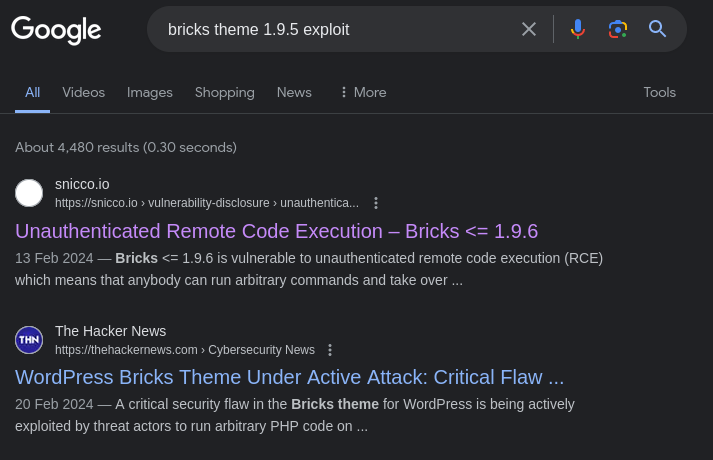 Google
bricks theme 1.9.5 exploit
All Videos Images Shopping News More Tools
About 4,480 results (0.30 seconds)
snicco.io
https://snicco.io › vulnerability-disclosure › unauthentica...
Unauthenticated Remote Code Execution – Bricks <= 1.9.6
13 Feb 2024 — Bricks <= 1.9.6 is vulnerable to unauthenticated remote code execution (RCE)
which means that anybody can run arbitrary commands and take over ...
THN
The Hacker News
https://thehackernews.com › Cybersecurity News
WordPress Bricks Theme Under Active Attack: Critical Flaw ...
20 Feb 2024 — A critical security flaw in the Bricks theme for WordPress is being actively
exploited by threat actors to run arbitrary PHP code on ...